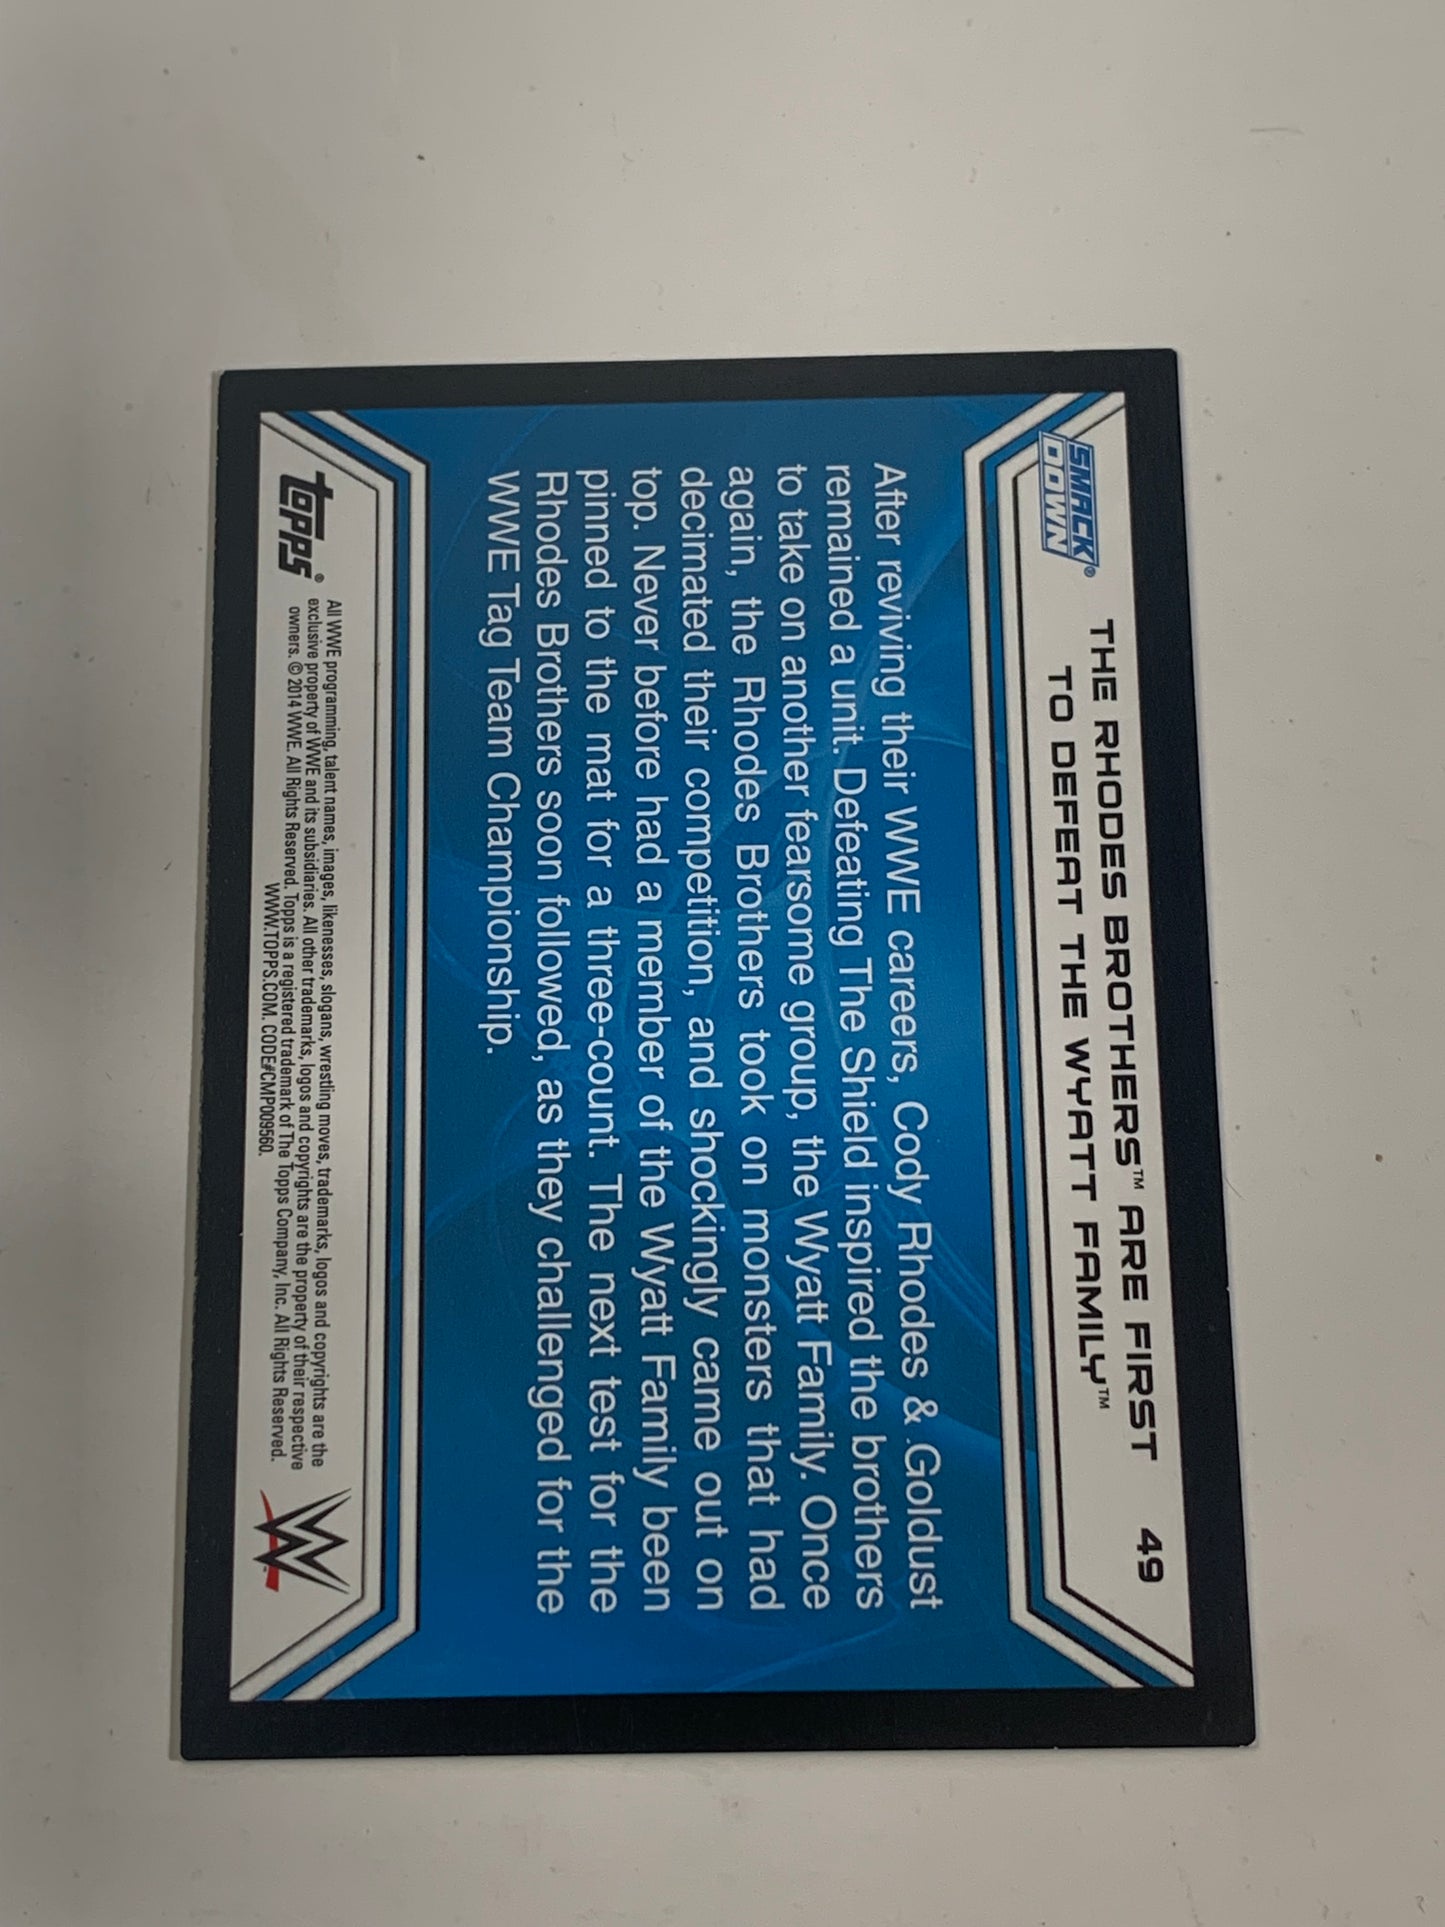 SMACK
DOWN®
THE RHODES BROTHERS™ ARE FIRST 49
TO DEFEAT THE WYATT FAMILY™
After reviving their WWE careers, Cody Rhodes & Goldust
remained a unit. Defeating The Shield inspired the brothers
to take on another fearsome group, the Wyatt Family. Once
again, the Rhodes Brothers took on monsters that had
decimated their competition, and shockingly came out on
top. Never before had a member of the Wyatt Family been
pinned to the mat for a three-count. The next test for the
Rhodes Brothers soon followed, as they challenged for the
WWE Tag Team Championship.
topps®
All WWE programming, talent names, images, likenesses, slogans, wrestling moves, trademarks, logos and copyrights are the
exclusive property of WWE and its subsidiaries. All other trademarks, logos and copyrights are the property of their respective
owners. © 2014 WWE. All Rights Reserved. Topps is a registered trademark of The Topps Company, Inc. All Rights Reserved.
WWW.TOPPS.COM. CODE#CMP009560.
W